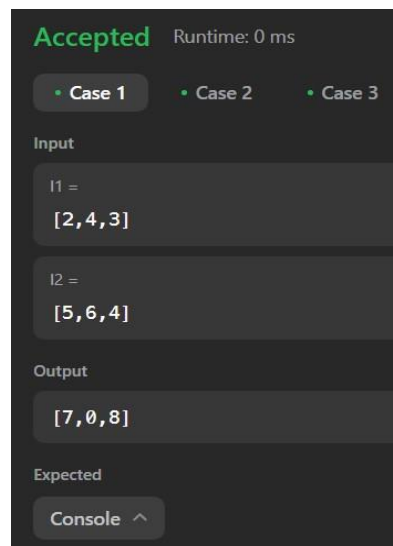 Accepted Runtime: 0 ms
• Case 1 • Case 2 • Case 3
Input
l1 =
[2,4,3]
l2 =
[5,6,4]
Output
[7,0,8]
Expected
Console